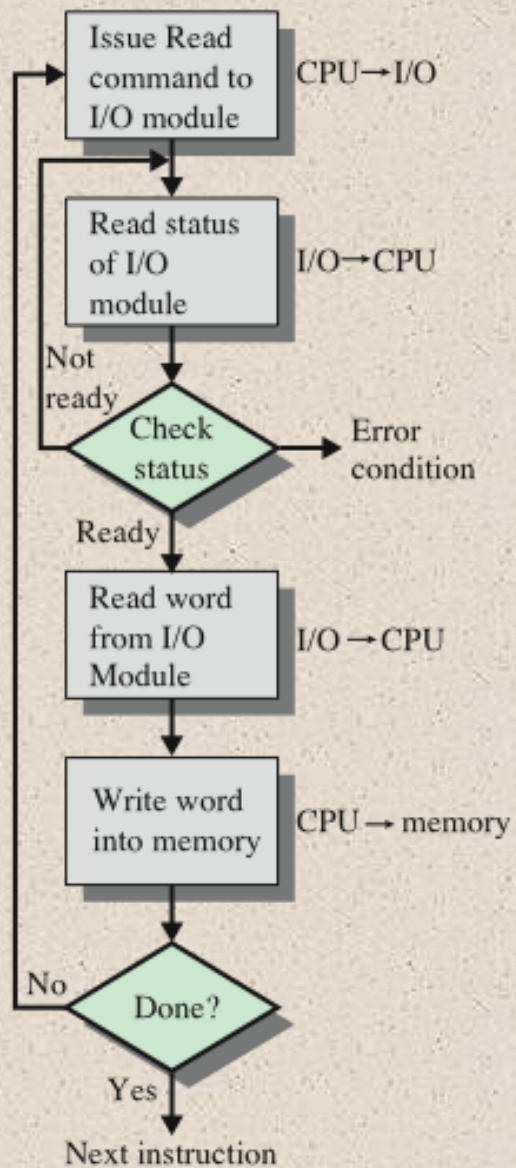 Issue Read
command to
I/O module
CPU→I/O
Read status
of I/O
module
I/O→CPU
Not
ready
Check
status
Error
condition
Ready
Read word
from I/O
Module
I/O → CPU
Write word
into memory
CPU → memory
No
Done?
Yes
Next instruction